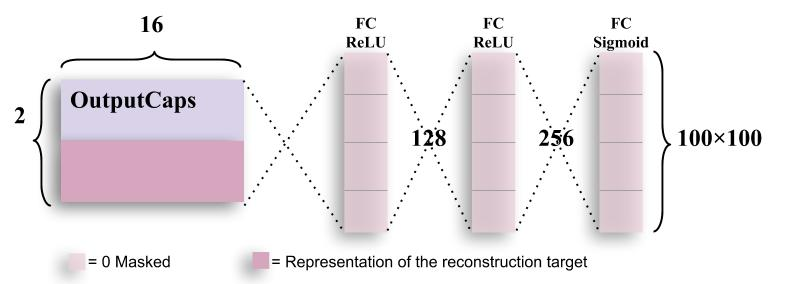 16
FC
ReLU
FC
ReLU
FC
Sigmoid
OutputCaps
2
128
256
100×100
= 0 Masked
= Representation of the reconstruction target